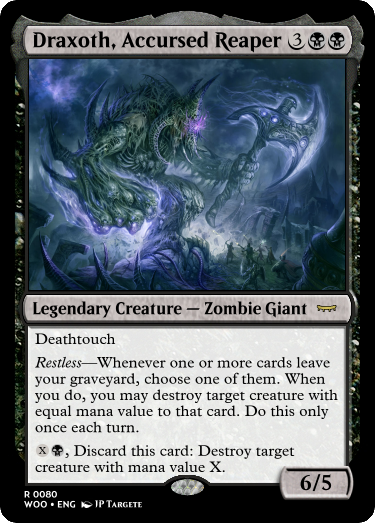 Draxoth, Accursed Reaper 3
Legendary Creature — Zombie Giant
Deathtouch
Restless—Whenever one or more cards leave
your graveyard, choose one of them. When
you do, you may destroy target creature with
equal mana value to that card. Do this only
once each turn.
X, Discard this card: Destroy target
creature with mana value X.
6/5
R 0080
WOO • ENG JP Targete